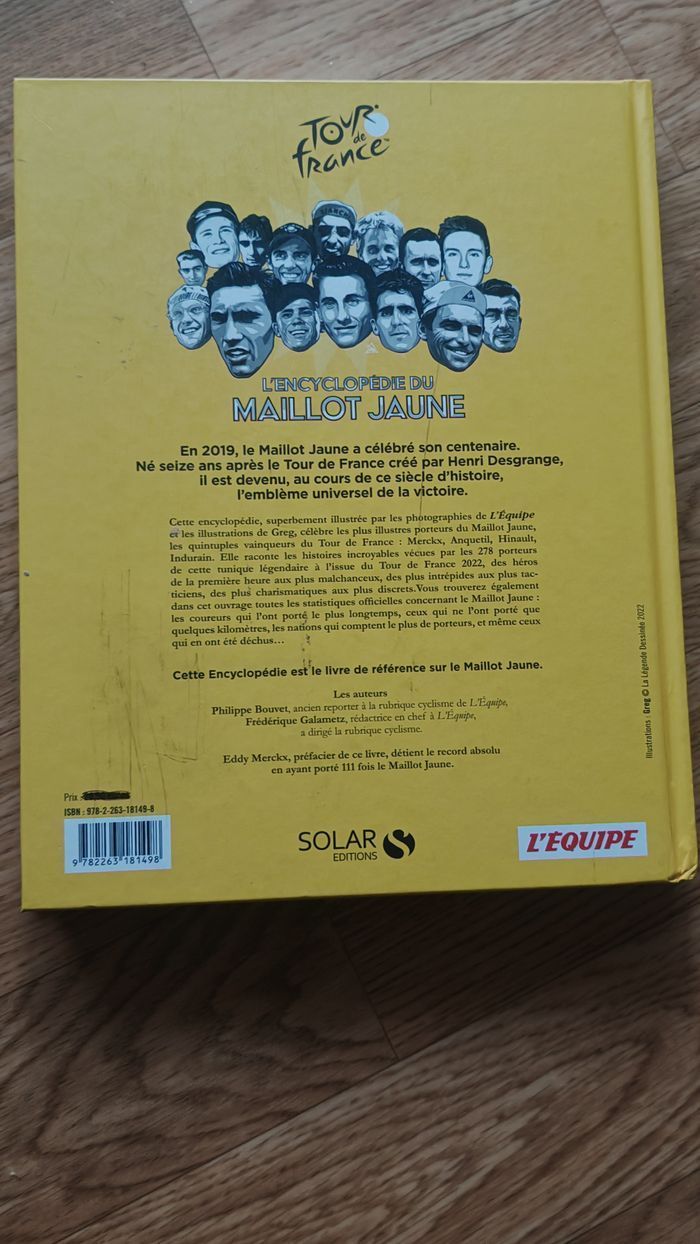 TOUR de france™
BIANCHI
L'ENCYCLOPÉDIE DU
MAILLOT JAUNE
En 2019, le Maillot Jaune a célébré son centenaire.
Né seize ans après le Tour de France créé par Henri Desgrange,
il est devenu, au cours de ce siècle d'histoire,
l'emblème universel de la victoire.
Cette encyclopédie, superbement illustrée par les photographies de L'Équipe
et les illustrations de Greg, célèbre les plus illustres porteurs du Maillot Jaune,
les quintuples vainqueurs du Tour de France : Merckx, Anquetil, Hinault,
Indurain. Elle raconte les histoires incroyables vécues par les 278 porteurs
de cette tunique légendaire à l'issue du Tour de France 2022, des héros
de la première heure aux plus malchanceux, des plus intrépides aux plus tac-
ticiens, des plus charismatiques aux plus discrets.Vous trouverez également
dans cet ouvrage toutes les statistiques officielles concernant le Maillot Jaune :
les coureurs qui l'ont porté le plus longtemps, ceux qui ne l'ont porté que
quelques kilomètres, les nations qui comptent le plus de porteurs, et même ceux
qui en ont été déchus…
Cette Encyclopédie est le livre de référence sur le Maillot Jaune.
Les auteurs
Philippe Bouvet, ancien reporter à la rubrique cyclisme de L'Équipe,
Frédérique Galametz, rédactrice en chef à L'Équipe,
a dirigé la rubrique cyclisme.
Eddy Merckx, préfacier de ce livre, détient le record absolu
en ayant porté 111 fois le Maillot Jaune.
Illustrations : Greg © La Légende Dessinée 2022
Prix :
ISBN : 978-2-263-18149-8
9 782263 181498
SOLAR
EDITIONS
L'ÉQUIPE